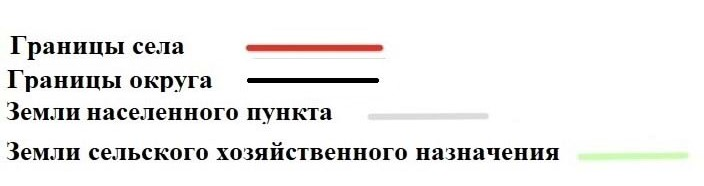 Границы села
Границы округа
Земли населенного пункта
Земли сельского хозяйственного назначения